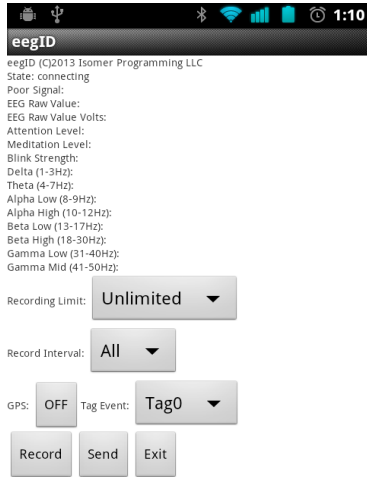 1:10
eegID
eegID (C)2013 Isomer Programming LLC
State: connecting
Poor Signal:
EEG Raw Value:
EEG Raw Value Volts:
Attention Level:
Meditation Level:
Blink Strength:
Delta (1-3Hz):
Theta (4-7Hz):
Alpha Low (8-9Hz):
Alpha High (10-12Hz):
Beta Low (13-17Hz):
Beta High (18-30Hz):
Gamma Low (31-40Hz):
Gamma Mid (41-50Hz):
Recording Limit: Unlimited
Record Interval: All
GPS: OFF Tag Event: Tag0
Record Send Exit